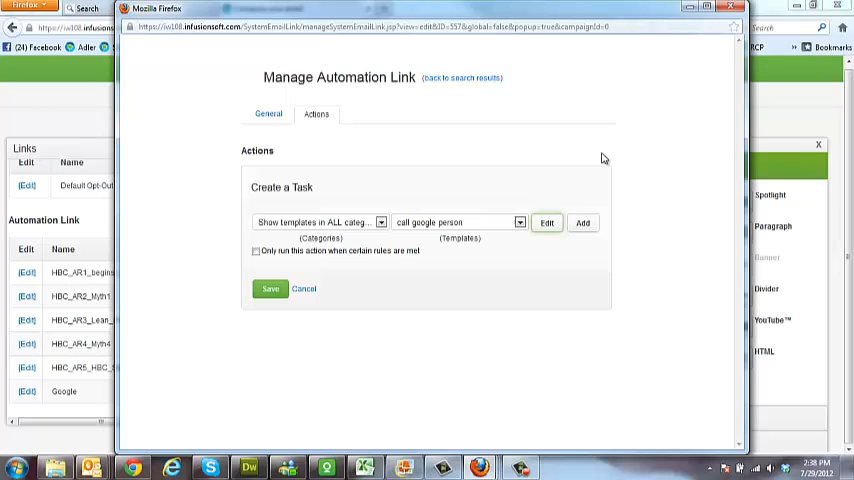 Firefox
Search
Mozilla Firefox
https://iw108.infusionsoft.com/SystemEmailLink/manageSystemEmailLink.jsp?view=edit&ID=557&global=false&popup=true&campaignId=0
https://iw108.infusions
Facebook (24) Facebook Adler
RCP » Bookmarks
Manage Automation Link (back to search results)
General Actions
Links X
Edit Name
[Edit] Default Opt-Out
Actions
Create a Task
Show templates in ALL categ... call google person Edit Add
(Categories) (Templates)
Only run this action when certain rules are met
Save Cancel
Automation Link
Edit Name
[Edit] HBC_AR1_begins
[Edit] HBC_AR2_Myth1
[Edit] HBC_AR3_Lean_
[Edit] HBC_AR4_Myth4
[Edit] HBC_AR5_HBC_
[Edit] Google
Spotlight
Paragraph
Banner
Divider
YouTube™
HTML
Dw
2:38 PM
7/29/2012